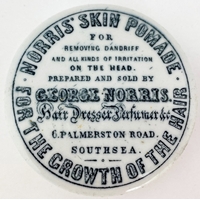 NORRIS' SKIN POMADE
FOR
REMOVING DANDRIFF
AND ALL KINDS OF IRRITATION
ON THE HEAD.
PREPARED AND SOLD BY
GEORGE NORRIS.
Hair Dresser Perfumer &c.
6. PALMERSTON ROAD.
SOUTHSEA.
FOR THE GROWTH OF THE HAIR